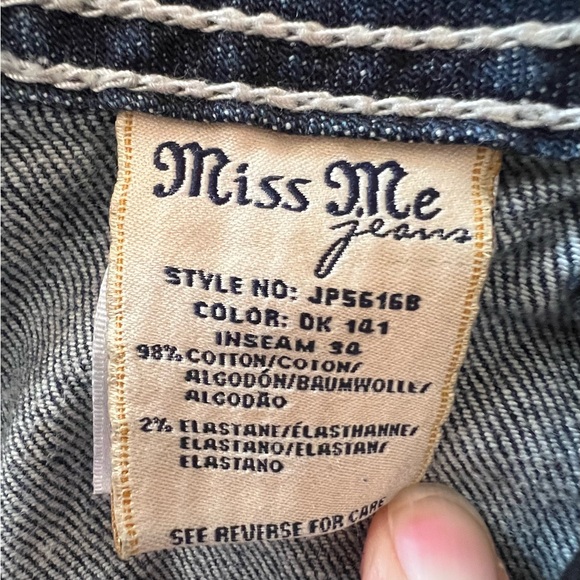 Miss Me
jeans
STYLE NO: JP5616B
COLOR: DK 141
INSEAM 34
98% COTTON/COTON/
ALGODÓN/BAUMWOLLE/
ALGODÃO
2% ELASTANE/ÉLASTHANNE/
ELASTANO/ELASTAN/
ELASTANO
SEE REVERSE FOR CARE